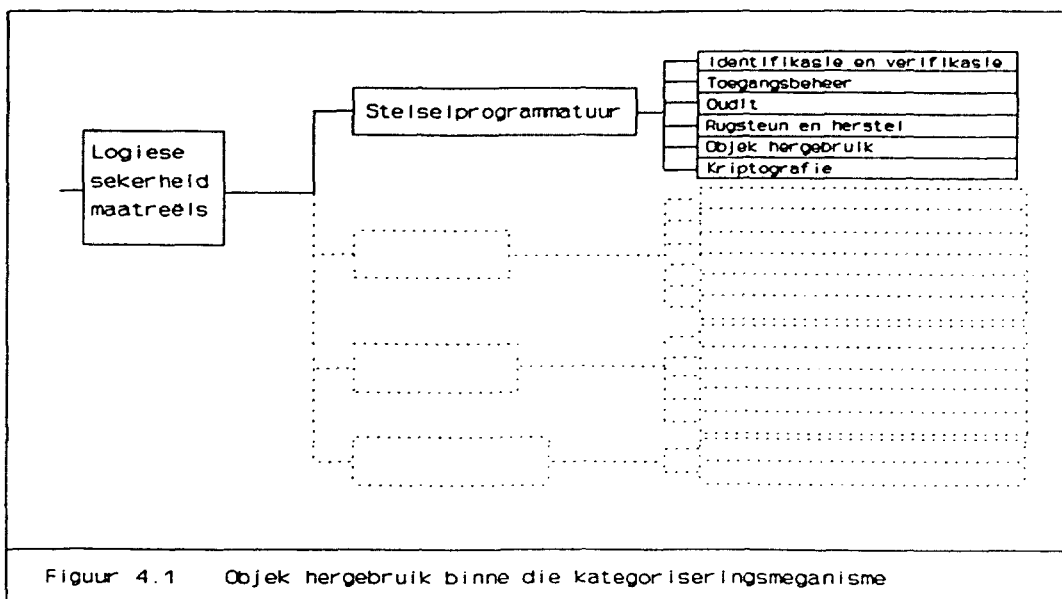 Logiese
sekerheid
maatreëls
Stelselprogrammatuur
Identifikasie en verifikasie
Toegangsbeheer
Oudit
Rugsteun en herstel
Objek hergebruik
Kriptografie
Figuur 4.1 Objek hergebruik binne die kategoriseringsmeganisme